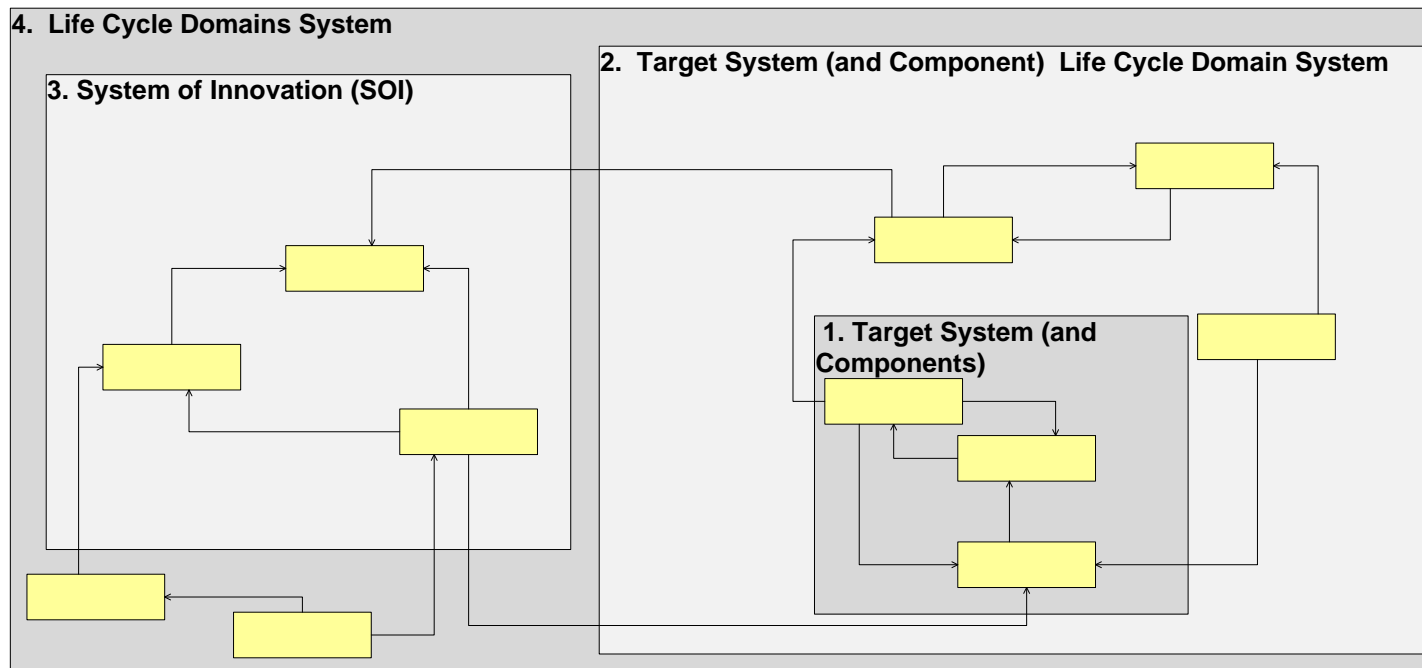 4. Life Cycle Domains System
2. Target System (and Component) Life Cycle Domain System
3. System of Innovation (SOI)
1. Target System (and
Components)